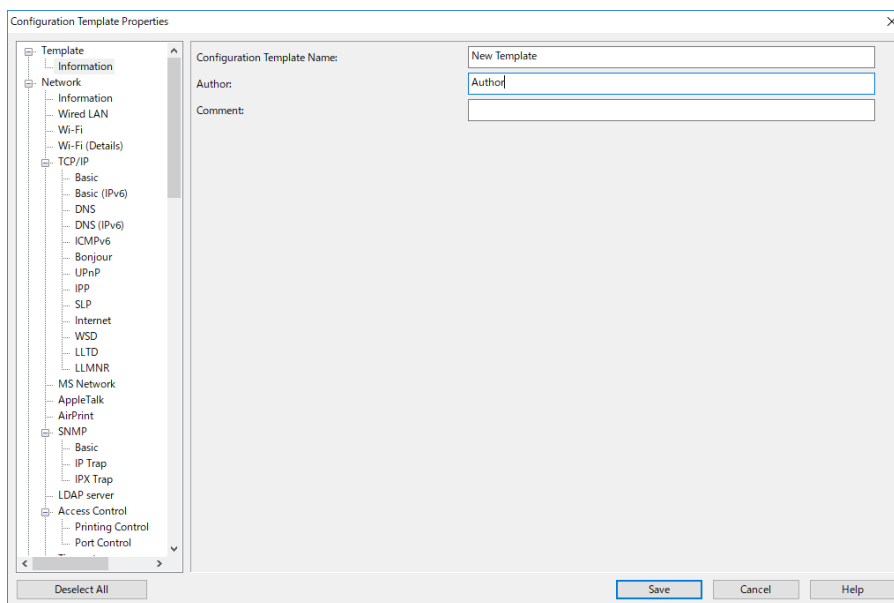 Configuration Template Properties
Template
Information
Network
Information
Wired LAN
Wi-Fi
Wi-Fi (Details)
TCP/IP
Basic
Basic (IPv6)
DNS
DNS (IPv6)
ICMPv6
Bonjour
UPnP
IPP
SLP
Internet
WSD
LLTD
LLMNR
MS Network
AppleTalk
AirPrint
SNMP
Basic
IP Trap
IPX Trap
LDAP server
Access Control
Printing Control
Port Control
Configuration Template Name: New Template
Author: Author
Comment:
Deselect All Save Cancel Help